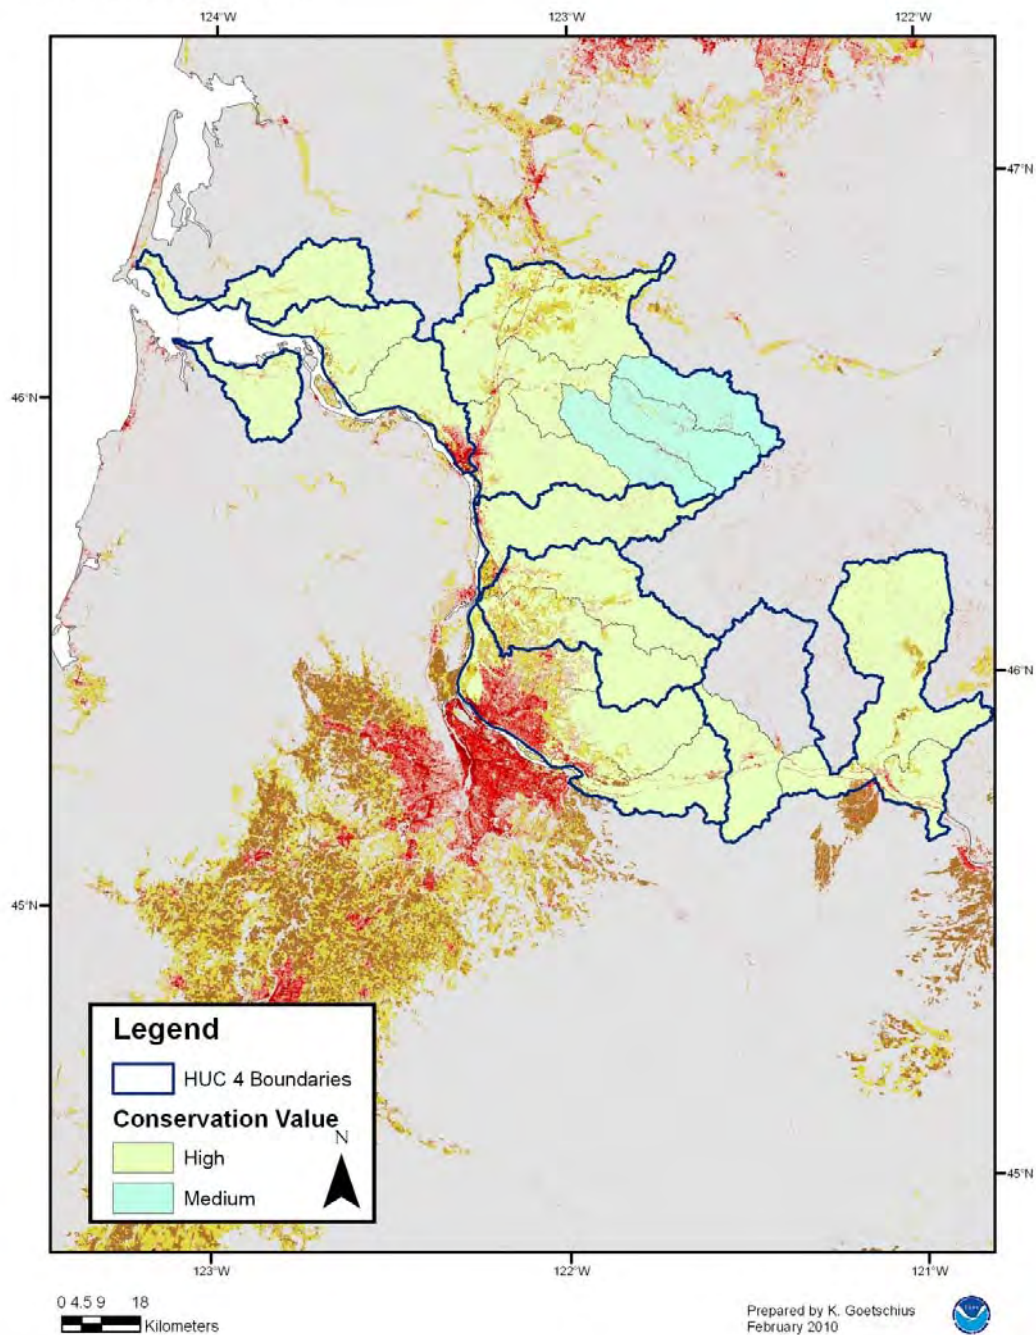 124°W 123°W 122°W
47°N
46°N
46°N
45°N
45°N
Legend
HUC 4 Boundaries
Conservation Value
N
High
Medium
123°W 122°W 121°W
0 4.5 9 18
Kilometers
Prepared by K. Goetschius
February 2010